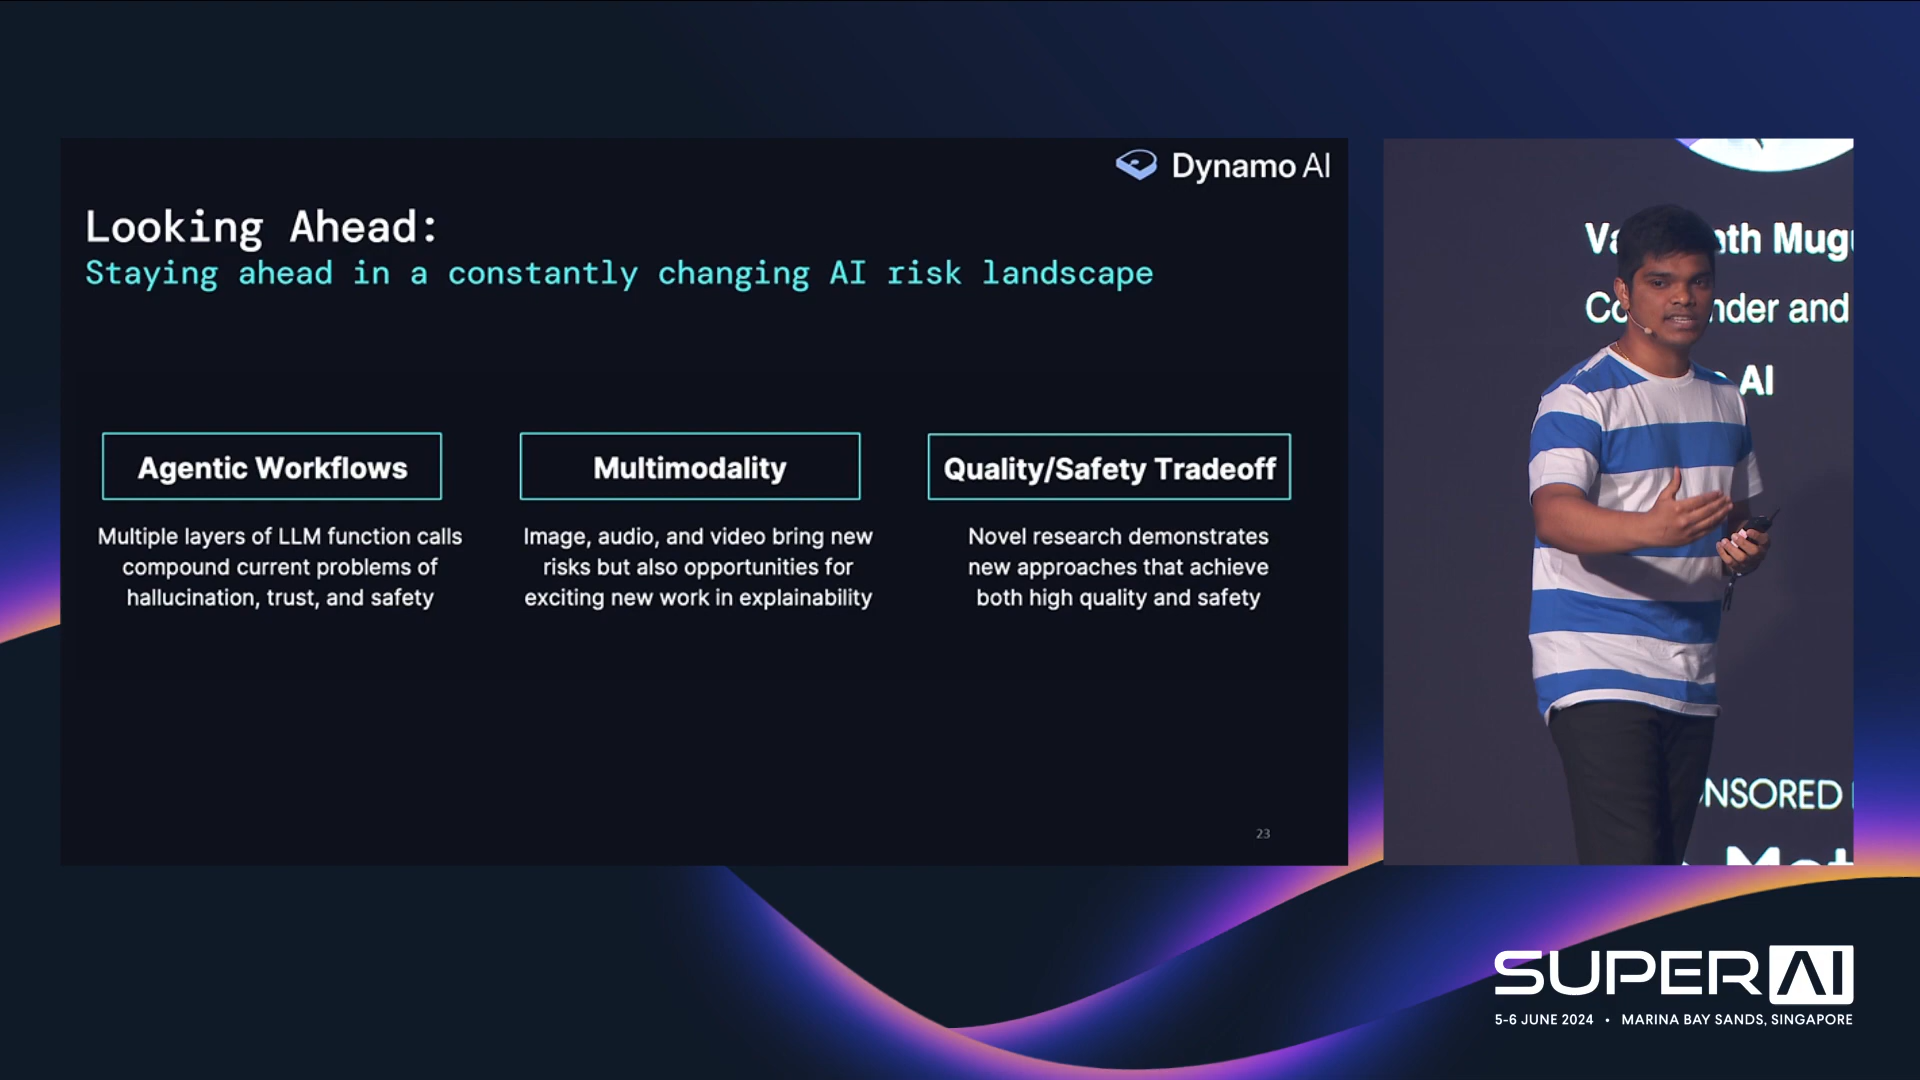 Dynamo AI
Looking Ahead:
Staying ahead in a constantly changing AI risk landscape
Agentic Workflows
Multiple layers of LLM function calls
compound current problems of
hallucination, trust, and safety
Multimodality
Image, audio, and video bring new
risks but also opportunities for
exciting new work in explainability
Quality/Safety Tradeoff
Novel research demonstrates
new approaches that achieve
both high quality and safety
23
and
AI
SUPER AI
5-6 JUNE 2024 • MARINA BAY SANDS, SINGAPORE